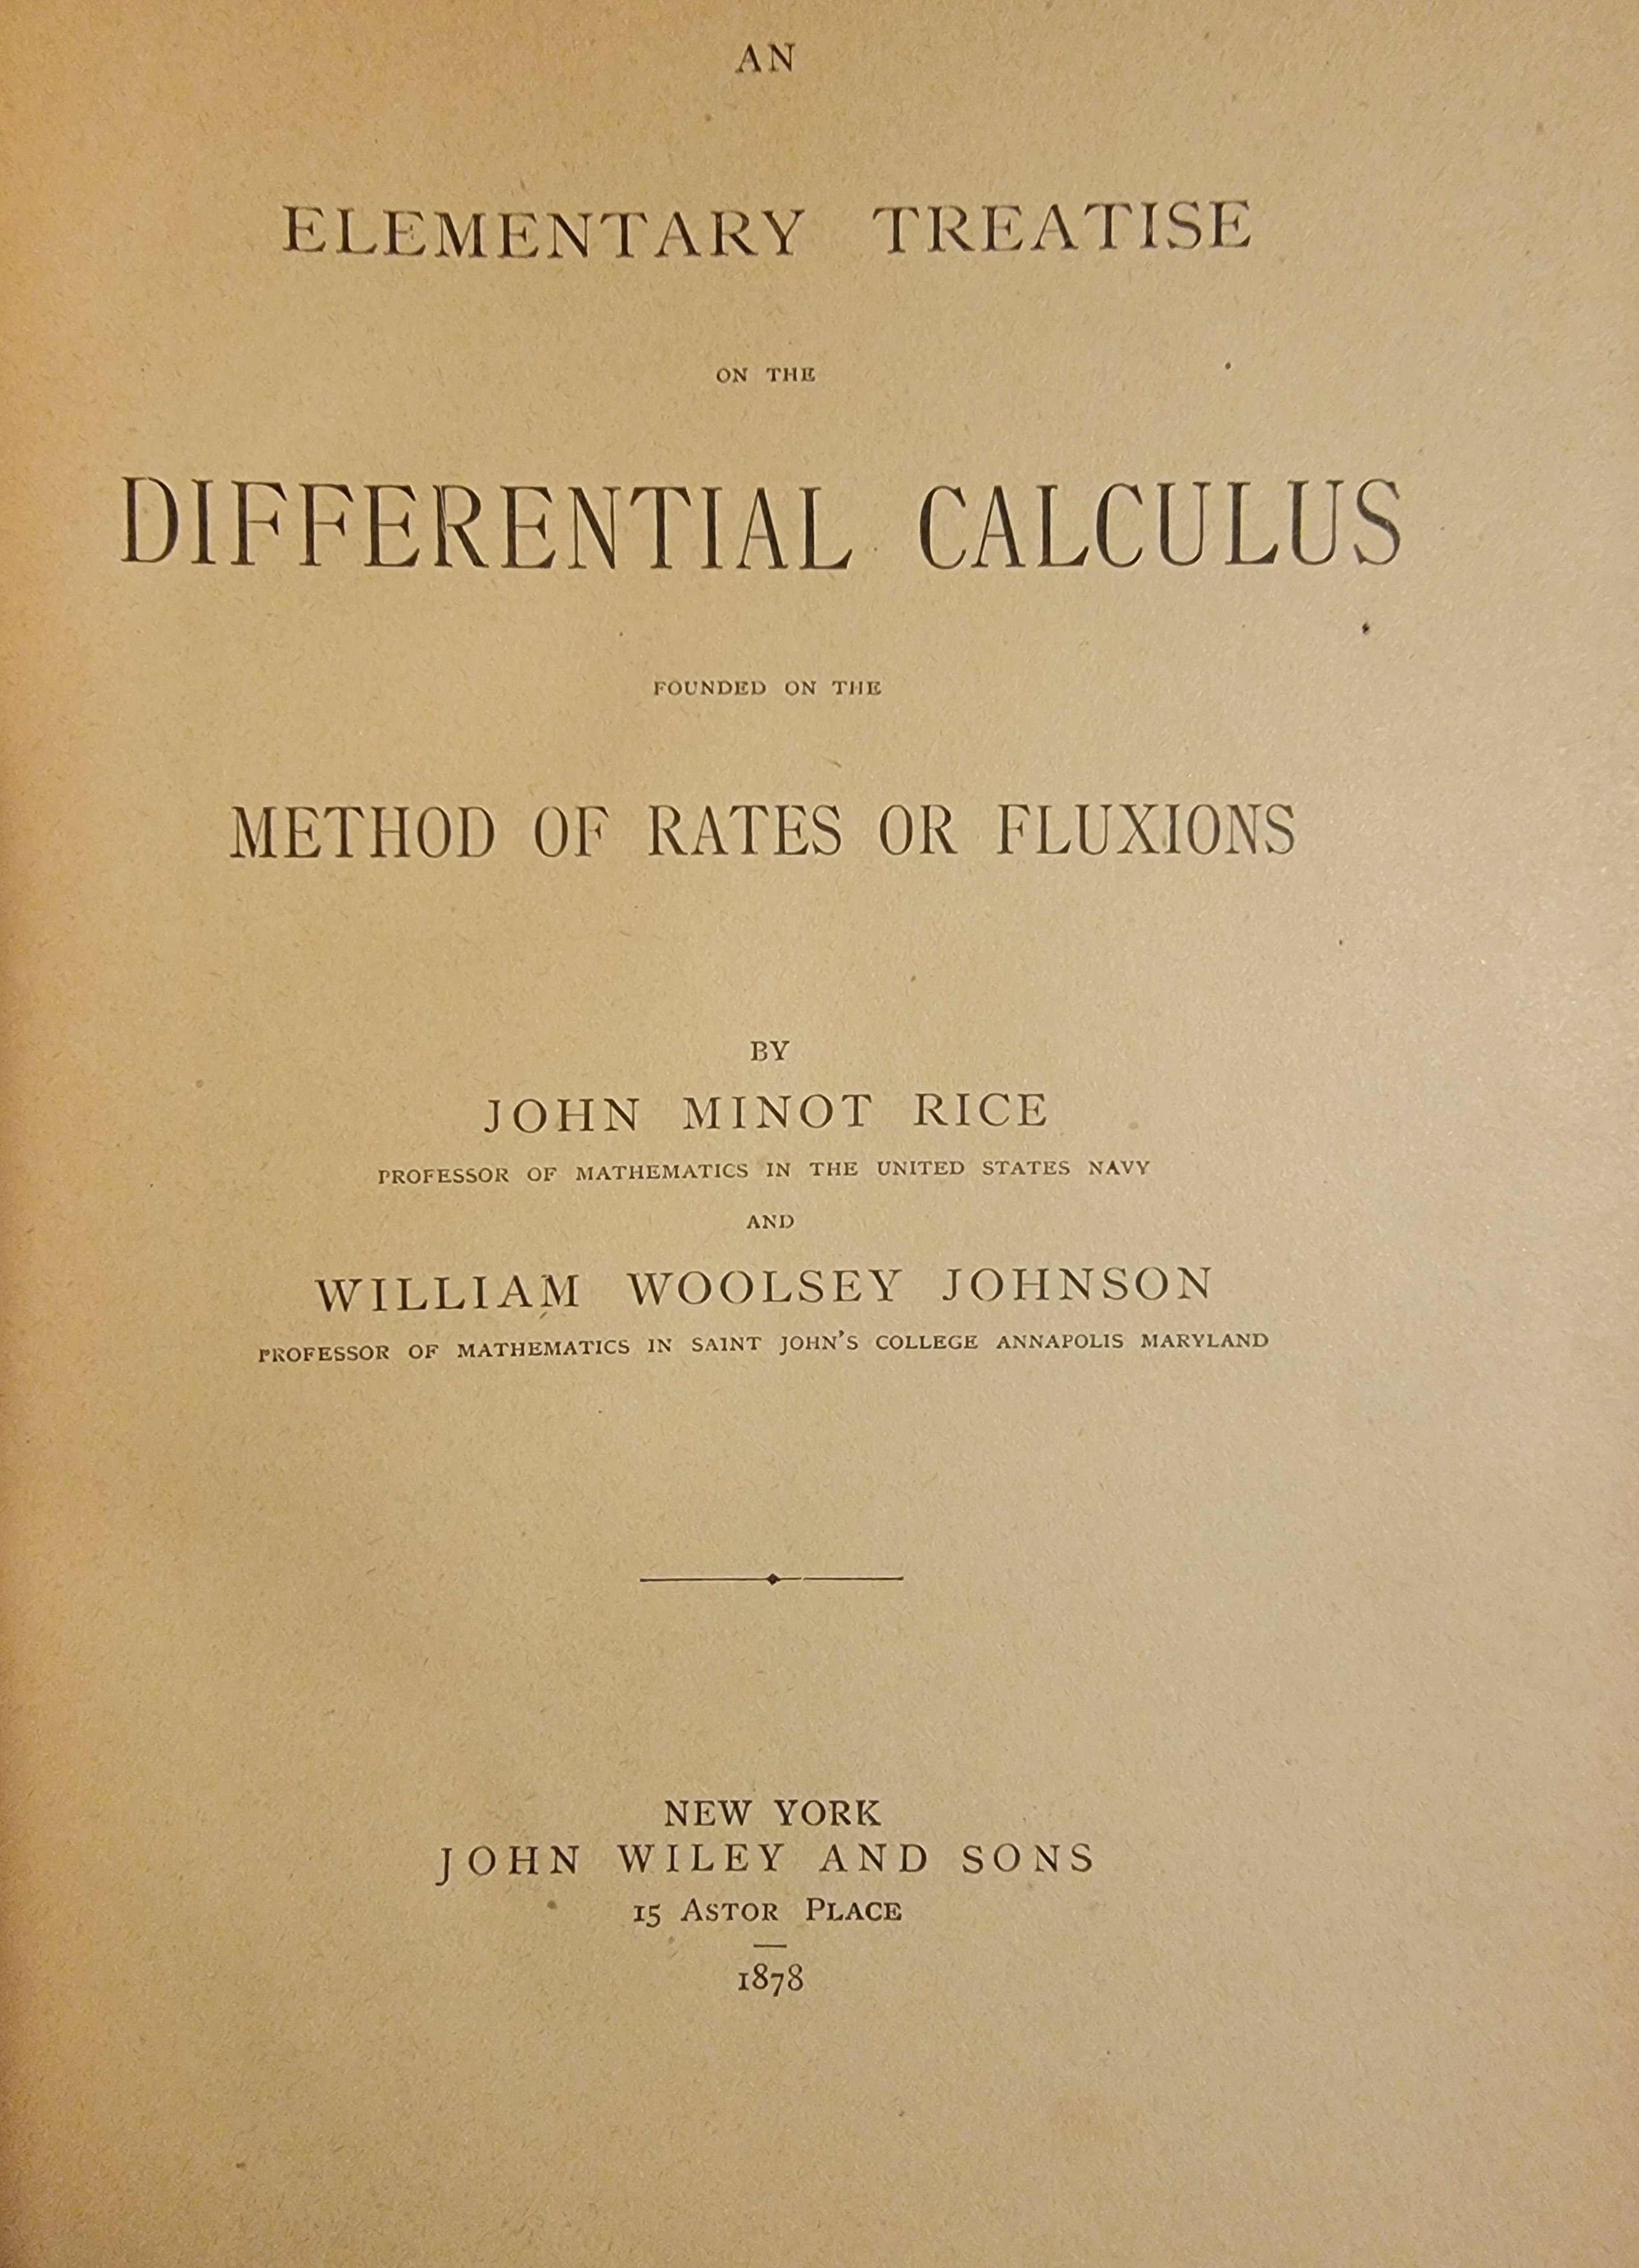 AN
ELEMENTARY TREATISE
ON THE
DIFFERENTIAL CALCULUS
FOUNDED ON THE
METHOD OF RATES OR FLUXIONS
BY
JOHN MINOT RICE
PROFESSOR OF MATHEMATICS IN THE UNITED STATES NAVY
AND
WILLIAM WOOLSEY JOHNSON
PROFESSOR OF MATHEMATICS IN SAINT JOHN'S COLLEGE ANNAPOLIS MARYLAND
NEW YORK
JOHN WILEY AND SONS
15 ASTOR PLACE
1878